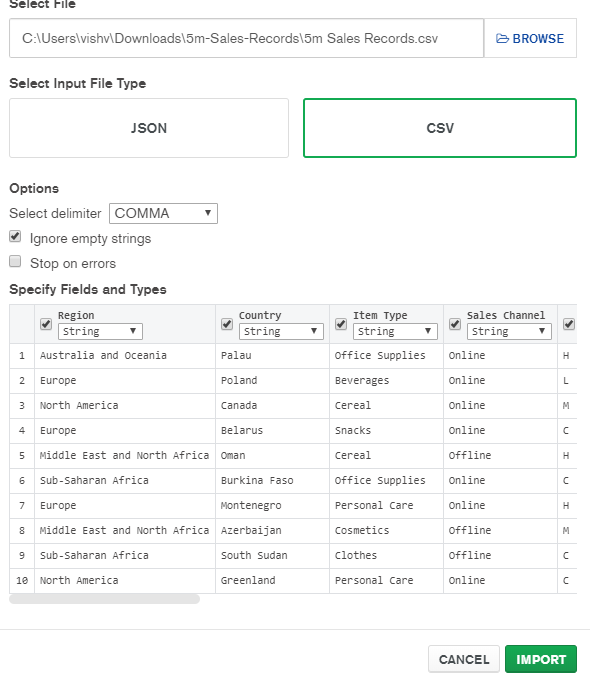 Select File
C:\Users\vishv\Downloads\5m-Sales-Records\5m Sales Records.csv BROWSE
Select Input File Type
JSON CSV
Options
Select delimiter COMMA
Ignore empty strings
Stop on errors
Specify Fields and Types
Region Country Item Type Sales Channel
String String String String
1 Australia and Oceania Palau Office Supplies Online H
2 Europe Poland Beverages Online L
3 North America Canada Cereal Online M
4 Europe Belarus Snacks Online C
5 Middle East and North Africa Oman Cereal Offline H
6 Sub-Saharan Africa Burkina Faso Office Supplies Online C
7 Europe Montenegro Personal Care Online H
8 Middle East and North Africa Azerbaijan Cosmetics Offline M
9 Sub-Saharan Africa South Sudan Clothes Offline C
10 North America Greenland Personal Care Online C
CANCEL IMPORT